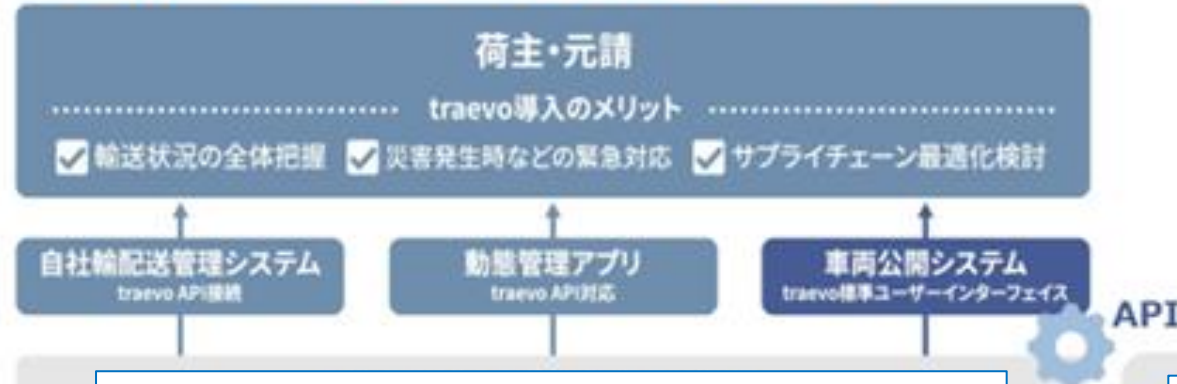 荷主・元請
traevo導入のメリット
輸送状況の全体把握 災害発生時などの緊急対応 サプライチェーン最適化検討
自社輸配送管理システム 動態管理アプリ 車両公開システム
traevo API接続 traevo API対応 traevo標準ユーザーインターフェイス
API